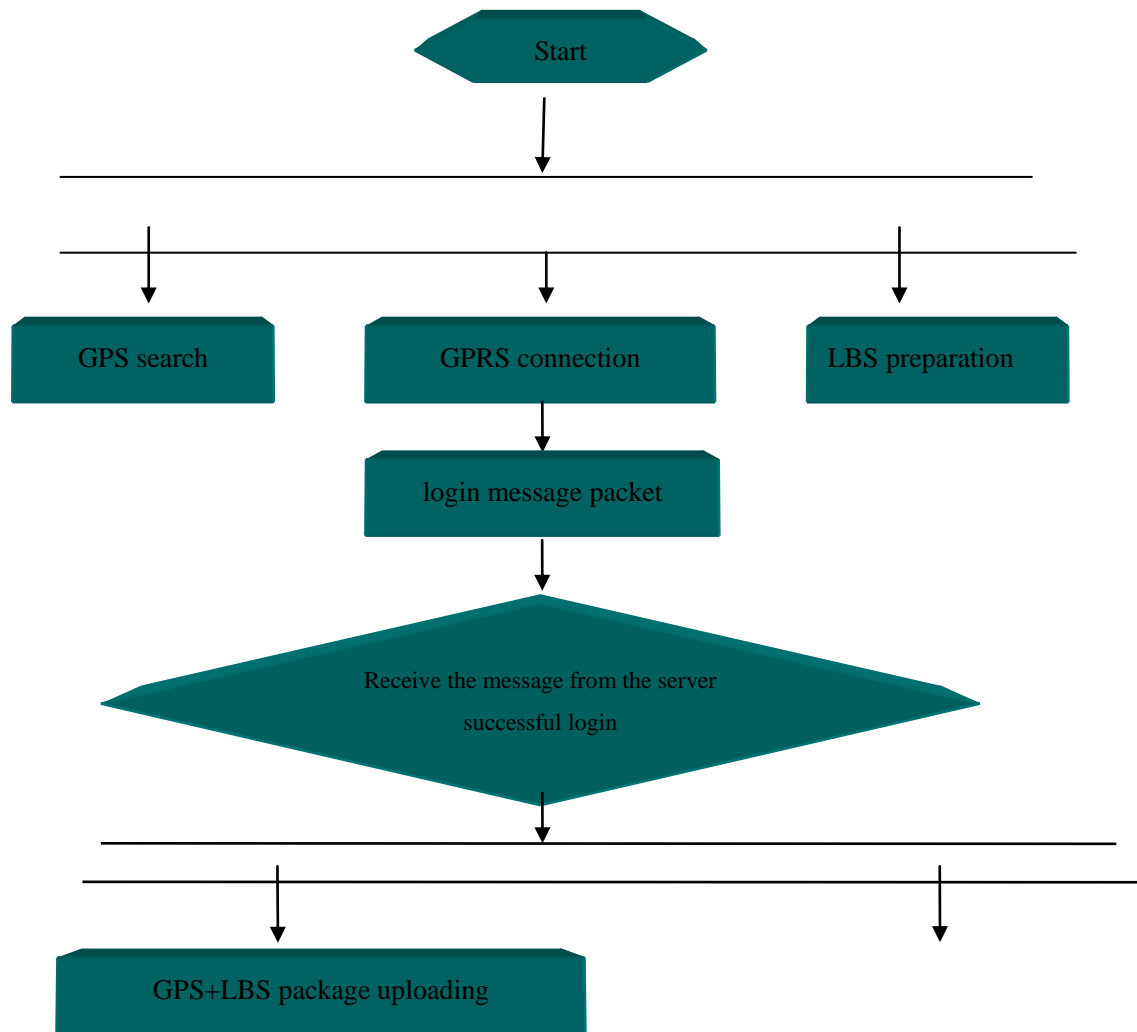 Start
GPS search
GPRS connection
LBS preparation
login message packet
Receive the message from the server
successful login
GPS+LBS package uploading